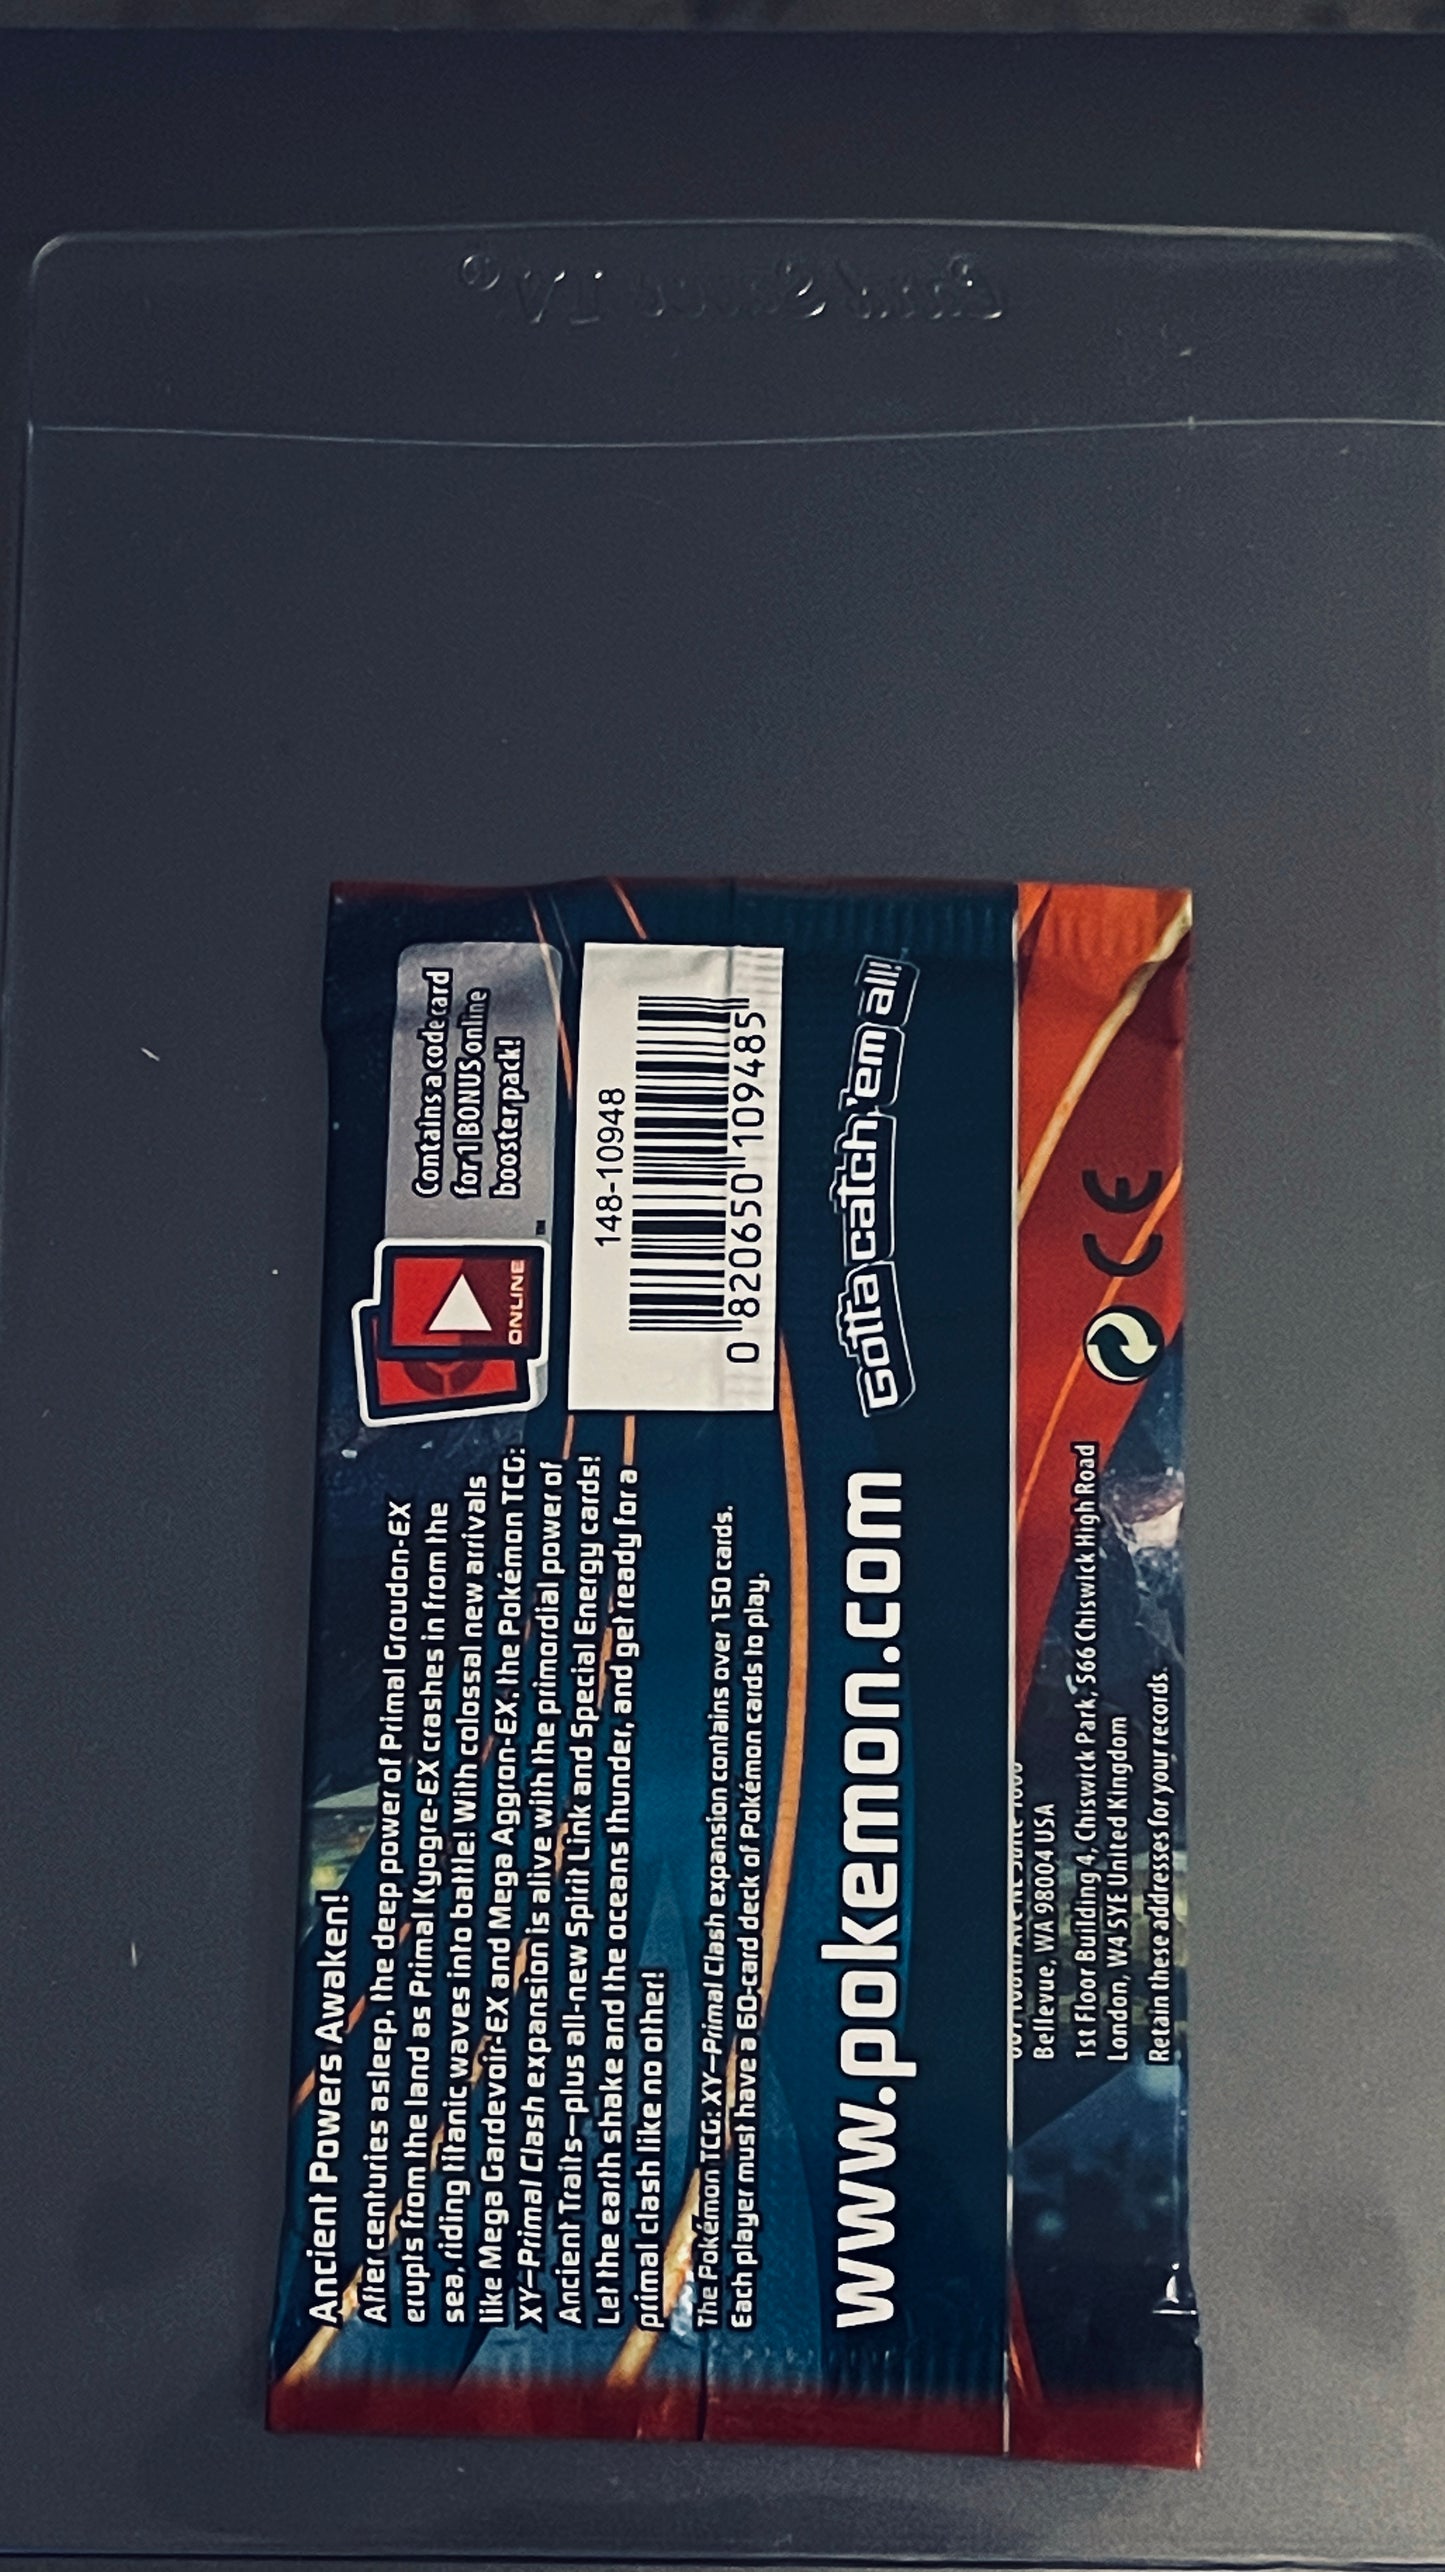 Card Saver IV®
Ancient Powers Awaken!
After centuries asleep, the deep power of Primal Groudon-EX
erupts from the land as Primal Kyogre-EX crashes in from the
sea, riding titanic waves into battle! With colossal new arrivals
like Mega Gardevoir-EX and Mega Aggron-EX, the Pokémon TCG:
XY—Primal Clash expansion is alive with the primordial power of
Ancient Traits—plus all-new Spirit Link and Special Energy cards!
Let the earth shake and the oceans thunder, and get ready for a
primal clash like no other!
The Pokémon TCG: XY—Primal Clash expansion contains over 150 cards.
Each player must have a 60-card deck of Pokémon cards to play.
ONLINE
™
Contains a code card
for 1 BONUS online
booster pack!
148-10948
0 820650 109485
www.pokemon.com
Gotta catch 'em all!
Bellevue, WA 98004 USA
1st Floor Building 4, Chiswick Park, 566 Chiswick High Road
London, W4 5YE United Kingdom
Retain these addresses for your records.
CE